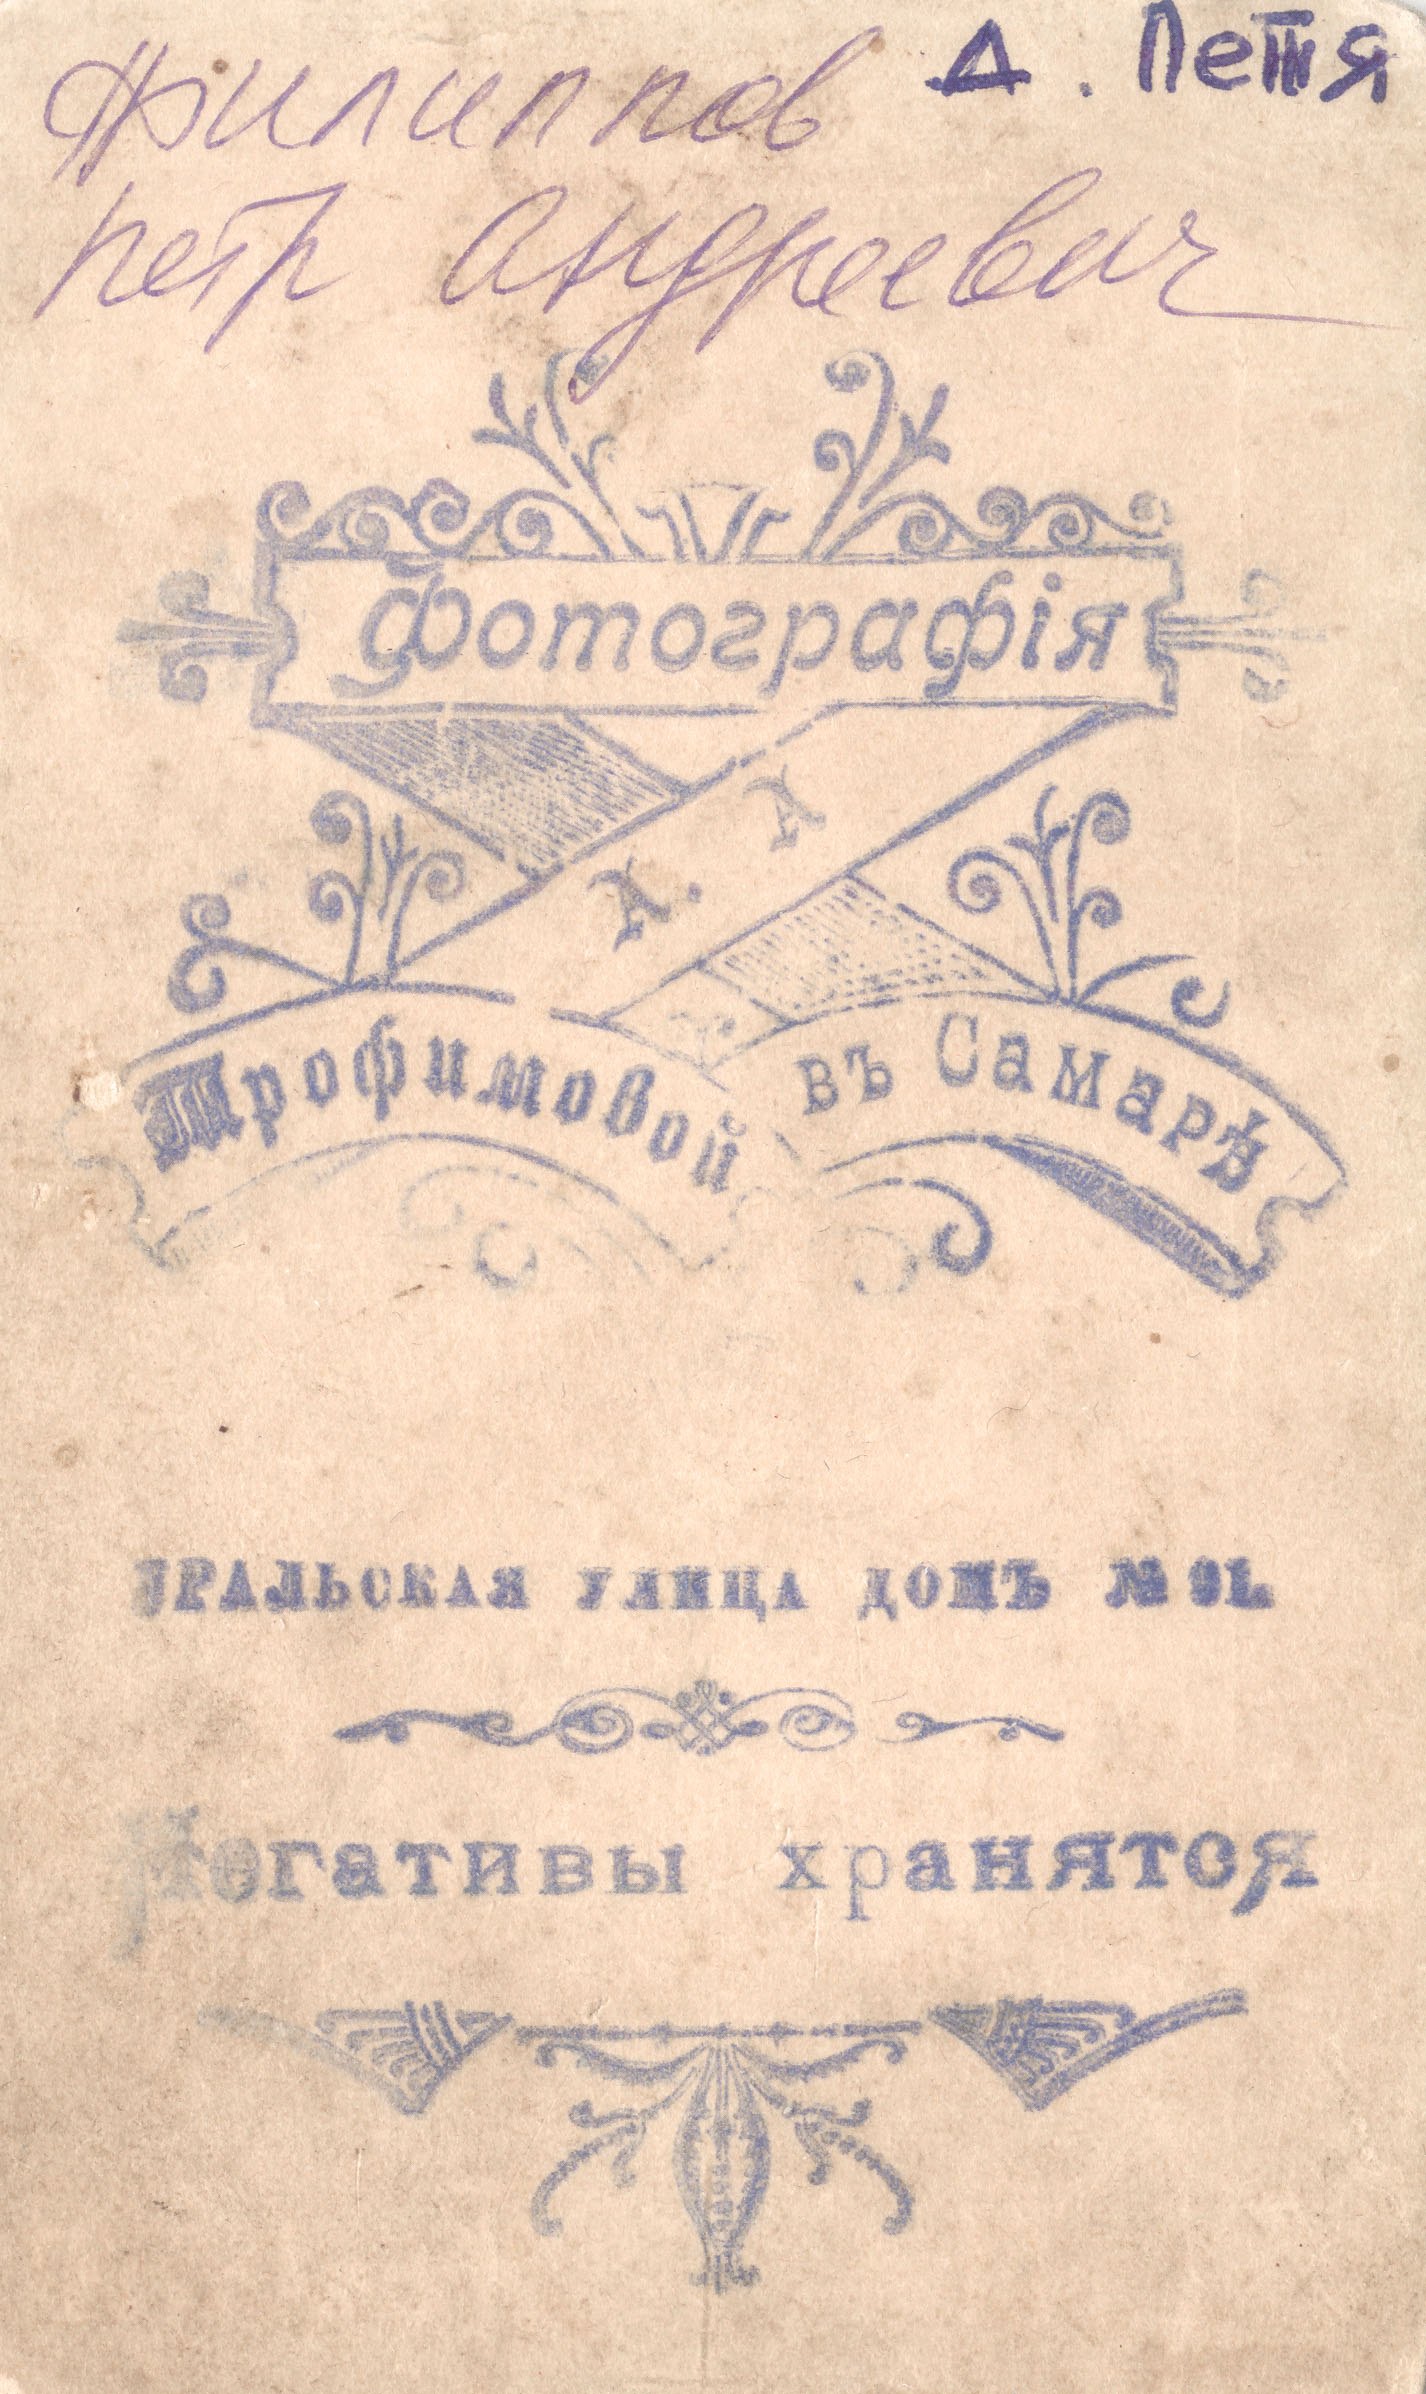 Д. Петя
Филиппов
Петр Андреевич
Фотографія
А. А
Трофимовой въ Самарѣ
УРАЛЬСКАЯ УЛИЦА ДОМЪ № 91.
Негативы хранятся